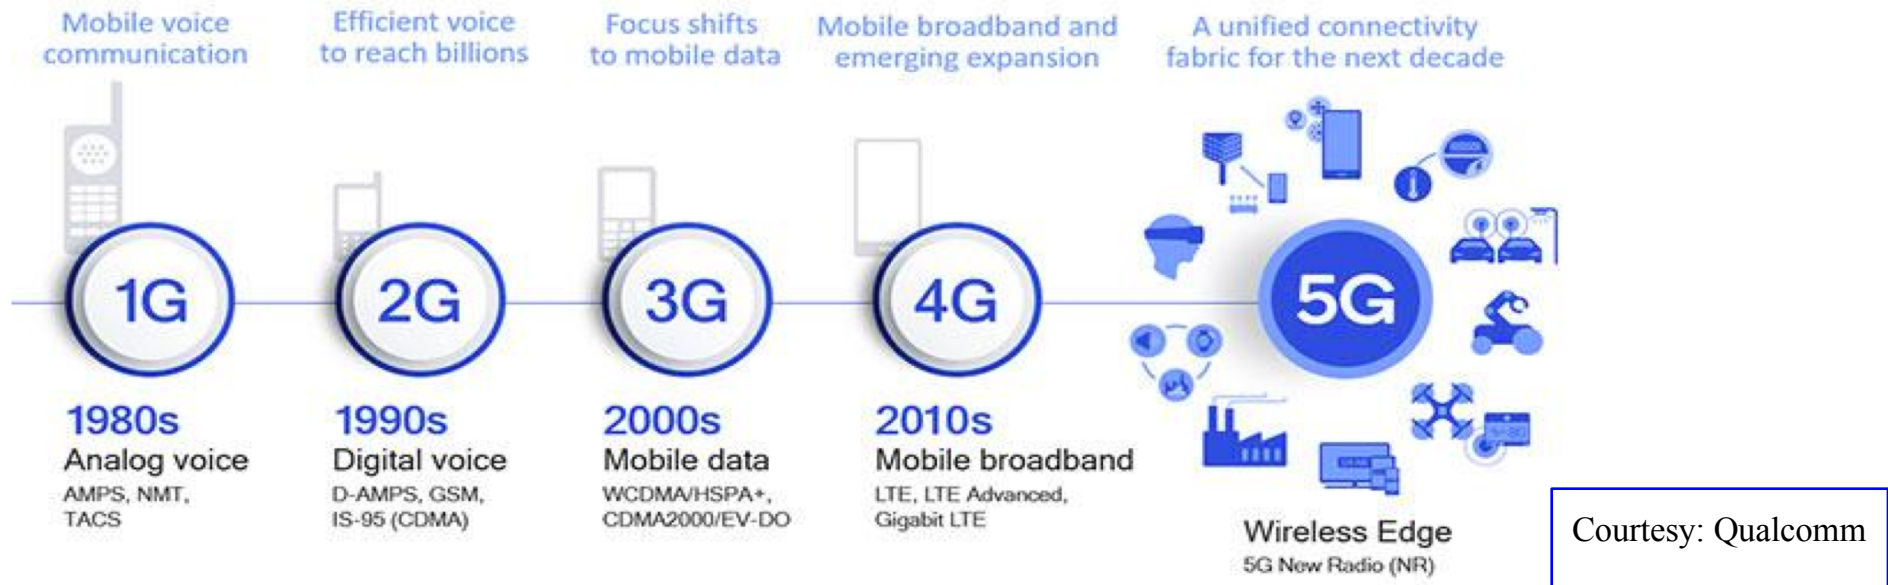 Mobile voice
communication
Efficient voice
to reach billions
Focus shifts
to mobile data
Mobile broadband and
emerging expansion
A unified connectivity
fabric for the next decade
1G
2G
3G
4G
5G
1980s
Analog voice
AMPS, NMT,
TACS
1990s
Digital voice
D-AMPS, GSM,
IS-95 (CDMA)
2000s
Mobile data
WCDMA/HSPA+,
CDMA2000/EV-DO
2010s
Mobile broadband
LTE, LTE Advanced,
Gigabit LTE
Wireless Edge
5G New Radio (NR)
Courtesy: Qualcomm